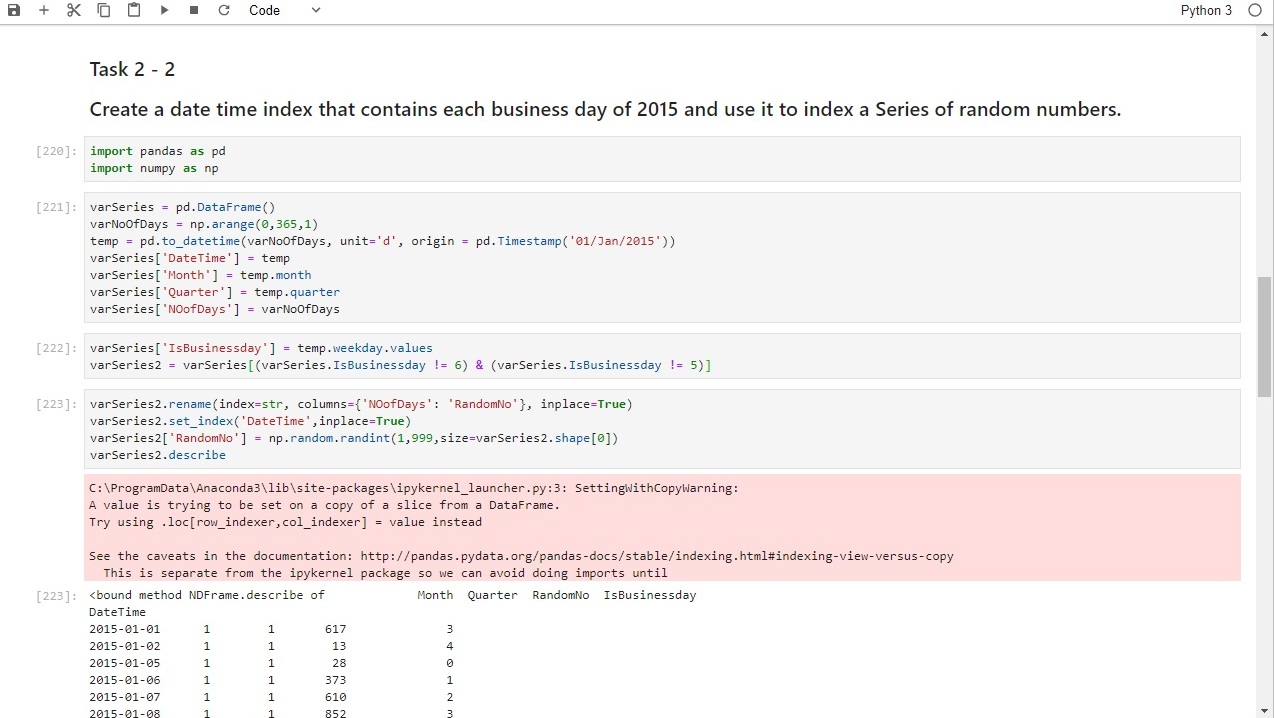 Code
Python 3
Task 2 - 2
Create a date time index that contains each business day of 2015 and use it to index a Series of random numbers.
[220]:
import pandas as pd
import numpy as np
[221]:
varSeries = pd.DataFrame()
varNoOfDays = np.arange(0,365,1)
temp = pd.to_datetime(varNoOfDays, unit='d', origin = pd.Timestamp('01/Jan/2015'))
varSeries['DateTime'] = temp
varSeries['Month'] = temp.month
varSeries['Quarter'] = temp.quarter
varSeries['NOofDays'] = varNoOfDays
[222]:
varSeries['IsBusinessday'] = temp.weekday.values
varSeries2 = varSeries[(varSeries.IsBusinessday != 6) & (varSeries.IsBusinessday != 5)]
[223]:
varSeries2.rename(index=str, columns={'NOofDays': 'RandomNo'}, inplace=True)
varSeries2.set_index('DateTime',inplace=True)
varSeries2['RandomNo'] = np.random.randint(1,999,size=varSeries2.shape[0])
varSeries2.describe
C:\ProgramData\Anaconda3\lib\site-packages\ipykernel_launcher.py:3: SettingWithCopyWarning:
A value is trying to be set on a copy of a slice from a DataFrame.
Try using .loc[row_indexer,col_indexer] = value instead
See the caveats in the documentation: http://pandas.pydata.org/pandas-docs/stable/indexing.html#indexing-view-versus-copy
This is separate from the ipykernel package so we can avoid doing imports until
[223]:
<bound method NDFrame.describe of Month Quarter RandomNo IsBusinessday
DateTime
2015-01-01 1 1 617 3
2015-01-02 1 1 13 4
2015-01-05 1 1 28 0
2015-01-06 1 1 373 1
2015-01-07 1 1 610 2
2015-01-08 1 1 852 3